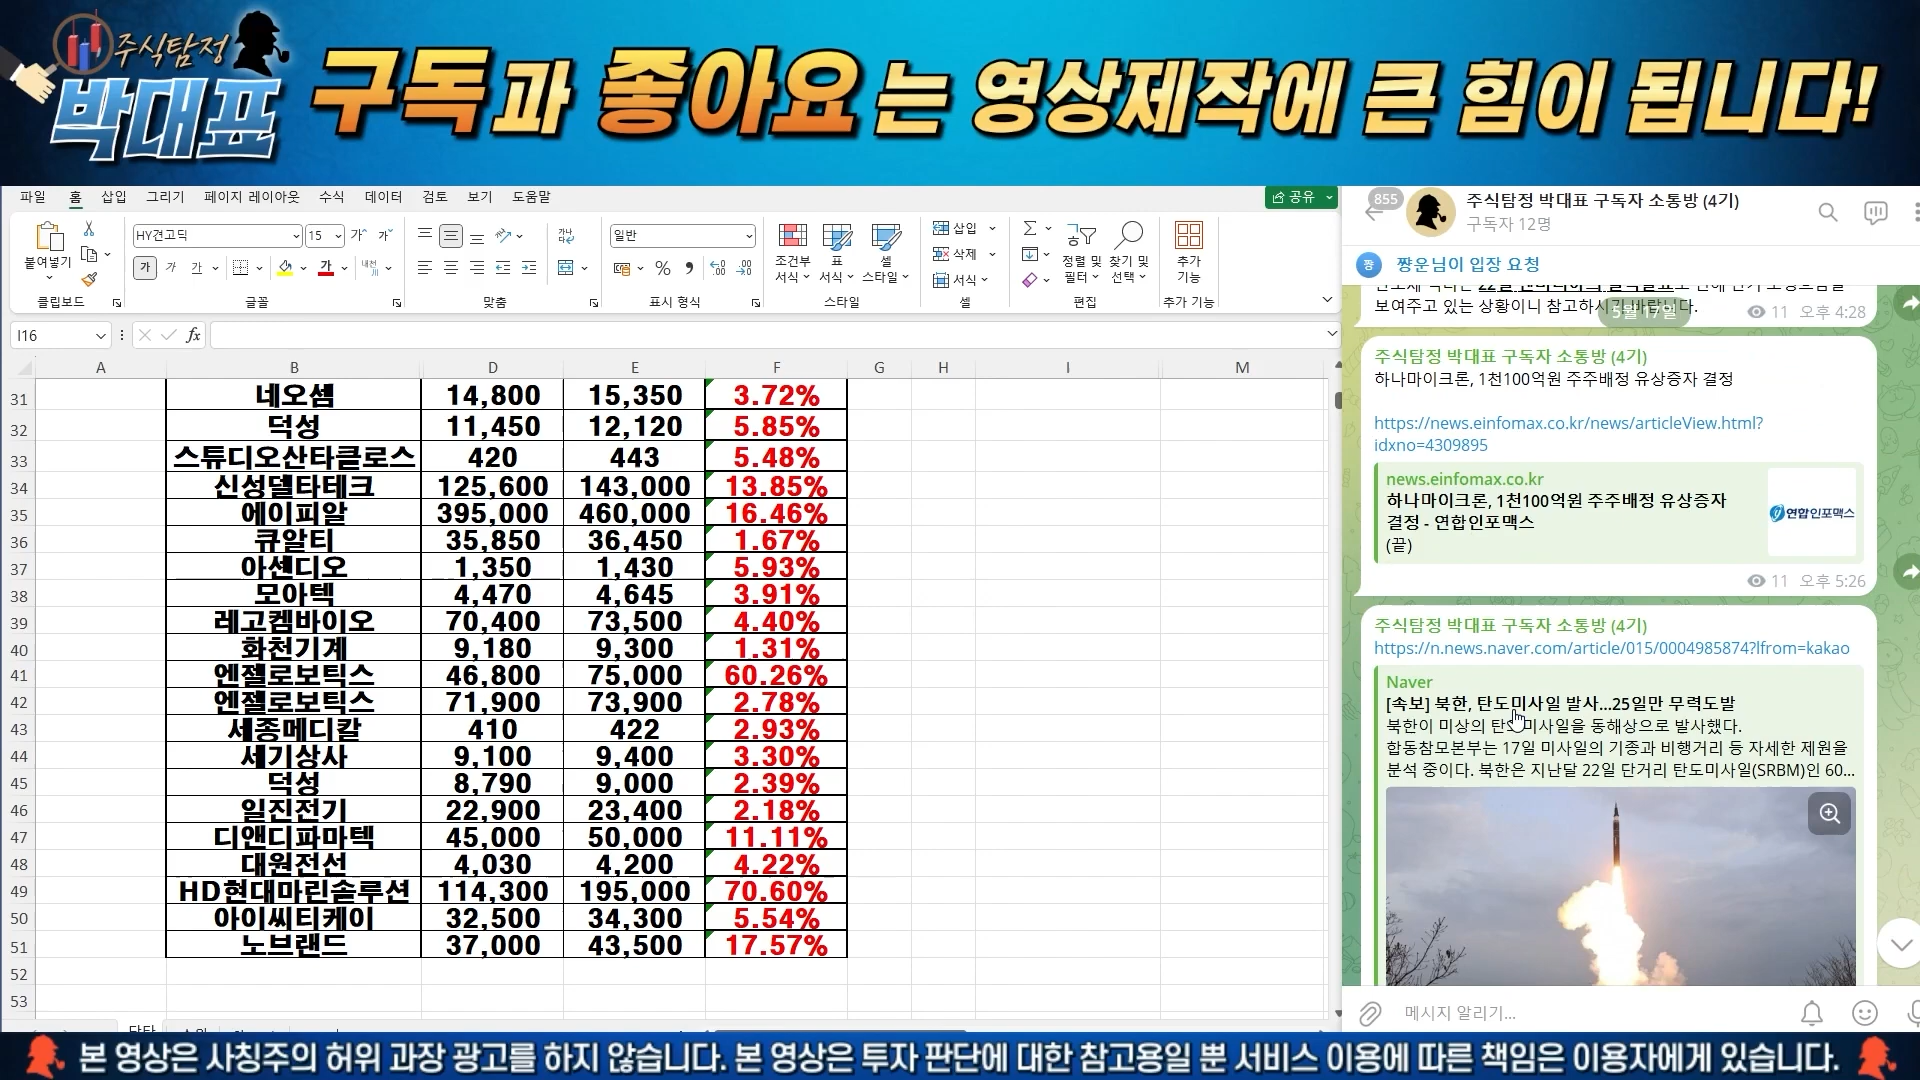 주식탐정
박대표
구독과 좋아요는 영상제작에 큰 힘이 됩니다!
파일 홈 삽입 그리기 페이지 레이아웃 수식 데이터 검토 보기 도움말
공유
붙여넣기
클립보드
HY견고딕 15 가 가
가 가 가 가
글꼴
맞춤
일반
표시 형식
조건부 서식
표 서식
셀 스타일
스타일
삽입
삭제
서식
셀
정렬 및 필터
찾기 및 선택
편집
추가 기능
추가 기능
I16
fx
A B D E F G H I M
31 네오셈 14,800 15,350 3.72%
32 덕성 11,450 12,120 5.85%
33 스튜디오산타클로스 420 443 5.48%
34 신성델타테크 125,600 143,000 13.85%
35 에이피알 395,000 460,000 16.46%
36 큐알티 35,850 36,450 1.67%
37 아센디오 1,350 1,430 5.93%
38 모아텍 4,470 4,645 3.91%
39 레고켐바이오 70,400 73,500 4.40%
40 화천기계 9,180 9,300 1.31%
41 엔젤로보틱스 46,800 75,000 60.26%
42 엔젤로보틱스 71,900 73,900 2.78%
43 세종메디칼 410 422 2.93%
44 세기상사 9,100 9,400 3.30%
45 덕성 8,790 9,000 2.39%
46 일진전기 22,900 23,400 2.18%
47 디앤디파마텍 45,000 50,000 11.11%
48 대원전선 4,030 4,200 4.22%
49 HD현대마린솔루션 114,300 195,000 70.60%
50 아이씨티케이 32,500 34,300 5.54%
51 노브랜드 37,000 43,500 17.57%
52
53
855
주식탐정 박대표 구독자 소통방 (4기)
구독자 12명
짱
짱운님이 입장 요청
보여주고 있는 상황이니 참고하시기 바랍니다.
5월 17일
11 오후 4:28
주식탐정 박대표 구독자 소통방 (4기)
하나마이크론, 1천100억원 주주배정 유상증자 결정
https://news.einfomax.co.kr/news/articleView.html?
idxno=4309895
news.einfomax.co.kr
하나마이크론, 1천100억원 주주배정 유상증자
결정 - 연합인포맥스
(끝)
연합인포맥스
11 오후 5:26
주식탐정 박대표 구독자 소통방 (4기)
https://n.news.naver.com/article/015/0004985874?lfrom=kakao
Naver
[속보] 북한, 탄도미사일 발사...25일만 무력도발
북한이 미상의 탄도미사일을 동해상으로 발사했다.
합동참모본부는 17일 미사일의 기종과 비행거리 등 자세한 제원을
분석 중이다. 북한은 지난달 22일 단거리 탄도미사일(SRBM)인 60...
메시지 알리기...
본 영상은 사칭주의 허위 과장 광고를 하지 않습니다. 본 영상은 투자 판단에 대한 참고용일 뿐 서비스 이용에 따른 책임은 이용자에게 있습니다.